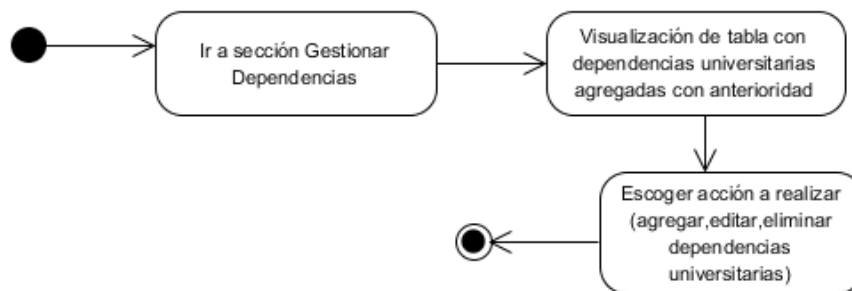 Ir a sección Gestionar
Dependencias
Visualización de tabla con
dependencias universitarias
agregadas con anterioridad
Escoger acción a realizar
(agregar,editar,eliminar
dependencias
universitarias)